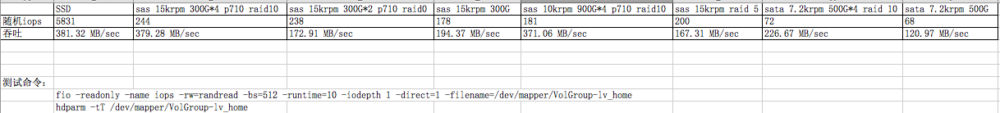 SSD sas 15krpm 300G*4 p710 raid10 sas 15krpm 300G*2 p710 raid0 sas 15krpm 300G sas 10krpm 900G*4 p710 raid10 sas 15krpm raid 5 sata 7.2krpm 500G*4 raid 10 sata 7.2krpm 500G
随机iops 5831 244 238 178 181 200 72 68
吞吐 381.32 MB/sec 379.28 MB/sec 172.91 MB/sec 194.37 MB/sec 371.06 MB/sec 167.31 MB/sec 226.67 MB/sec 120.97 MB/sec
测试命令:
fio -readonly -name iops -rw=randread -bs=512 -runtime=10 -iodepth 1 -direct=1 -filename=/dev/mapper/VolGroup-lv_home
hdparm -tT /dev/mapper/VolGroup-lv_home